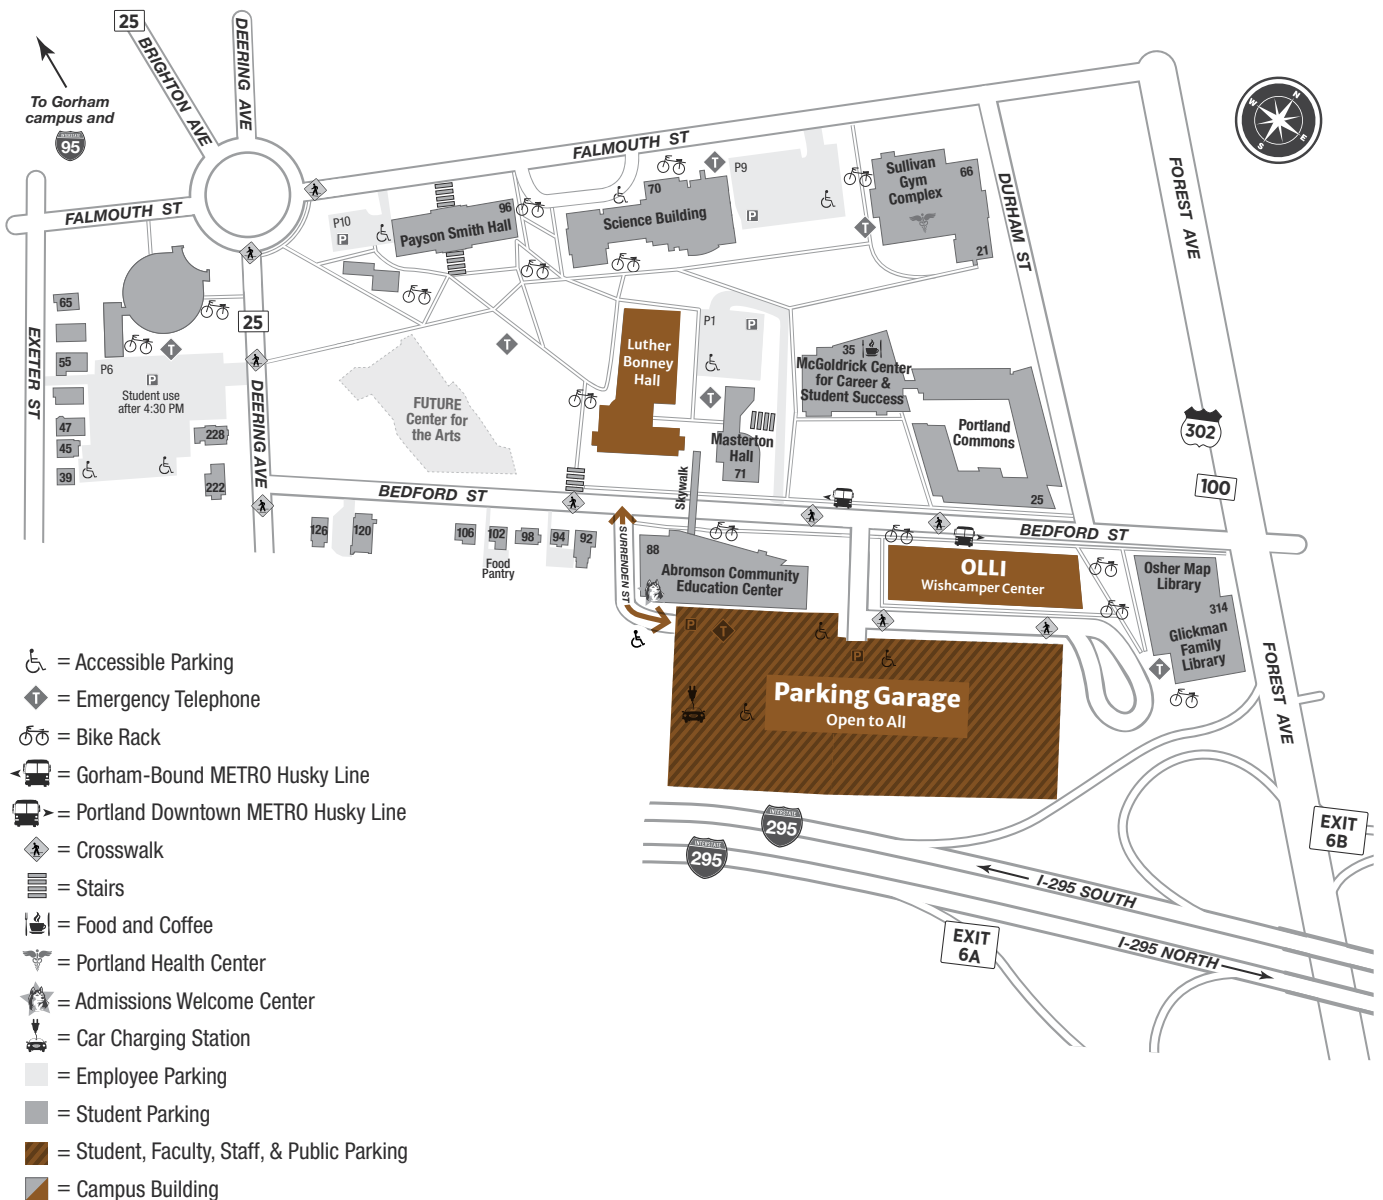 25
BRIGHTON AVE
DEERING AVE
To Gorham
campus and
INTERSTATE
95
FALMOUTH ST
FALMOUTH ST
N
W
E
S
FOREST AVE
DURHAM ST
P10
P
96
Payson Smith Hall
70
Science Building
T
P9
P
Sullivan
Gym
Complex
66
21
T
65
55
47
45
39
EXETER ST
25
DEERING AVE
T
P6
P
Student use
after 4:30 PM
228
222
T
FUTURE
Center for
the Arts
Luther
Bonney
Hall
P1
P
T
Masterton
Hall
71
35
McGoldrick Center
for Career &
Student Success
Portland
Commons
25
302
100
BEDFORD ST
BEDFORD ST
Skywalk
SURRENDEN ST
126
120
106
102
98
94
92
Food
Pantry
88
Abromson Community
Education Center
OLLI
Wishcamper Center
Osher Map
Library
314
Glickman
Family
Library
T
FOREST AVE
P
T
P
Parking Garage
Open to All
INTERSTATE
295
INTERSTATE
295
I-295 SOUTH
I-295 NORTH
EXIT
6B
EXIT
6A
= Accessible Parking
T = Emergency Telephone
= Bike Rack
= Gorham-Bound METRO Husky Line
= Portland Downtown METRO Husky Line
= Crosswalk
= Stairs
= Food and Coffee
= Portland Health Center
= Admissions Welcome Center
= Car Charging Station
= Employee Parking
= Student Parking
= Student, Faculty, Staff, & Public Parking
= Campus Building